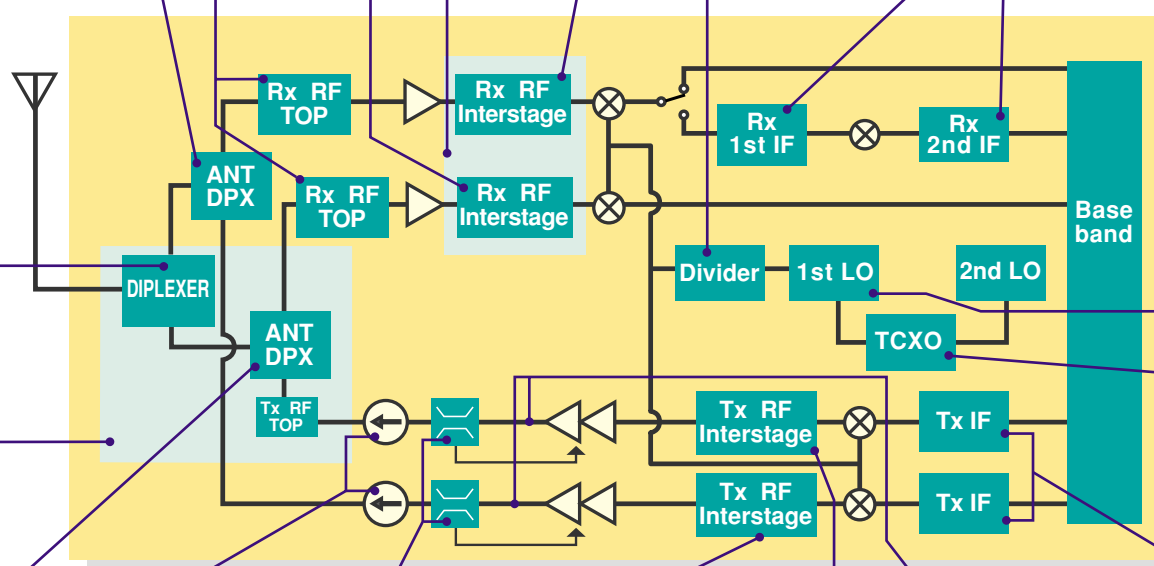 Rx RF
TOP
Rx RF
Interstage
Rx
1st IF
Rx
2nd IF
ANT
DPX
Rx RF
TOP
Rx RF
Interstage
Base
band
DIPLEXER
Divider
1st LO
2nd LO
ANT
DPX
TCXO
Tx RF
TOP
Tx RF
Interstage
Tx IF
Tx RF
Interstage
Tx IF